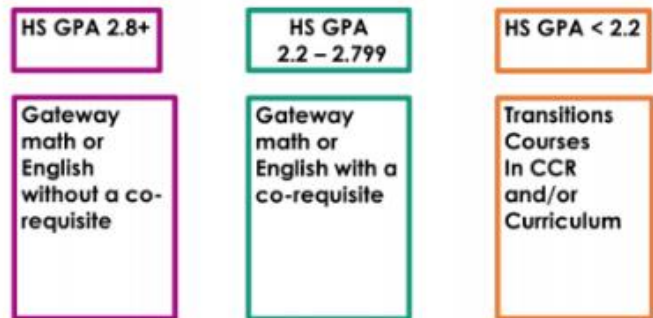 HS GPA 2.8+
Gateway
math or
English
without a co-
requisite
HS GPA
2.2 – 2.799
Gateway
math or
English with a
co-requisite
HS GPA < 2.2
Transitions
Courses
In CCR
and/or
Curriculum